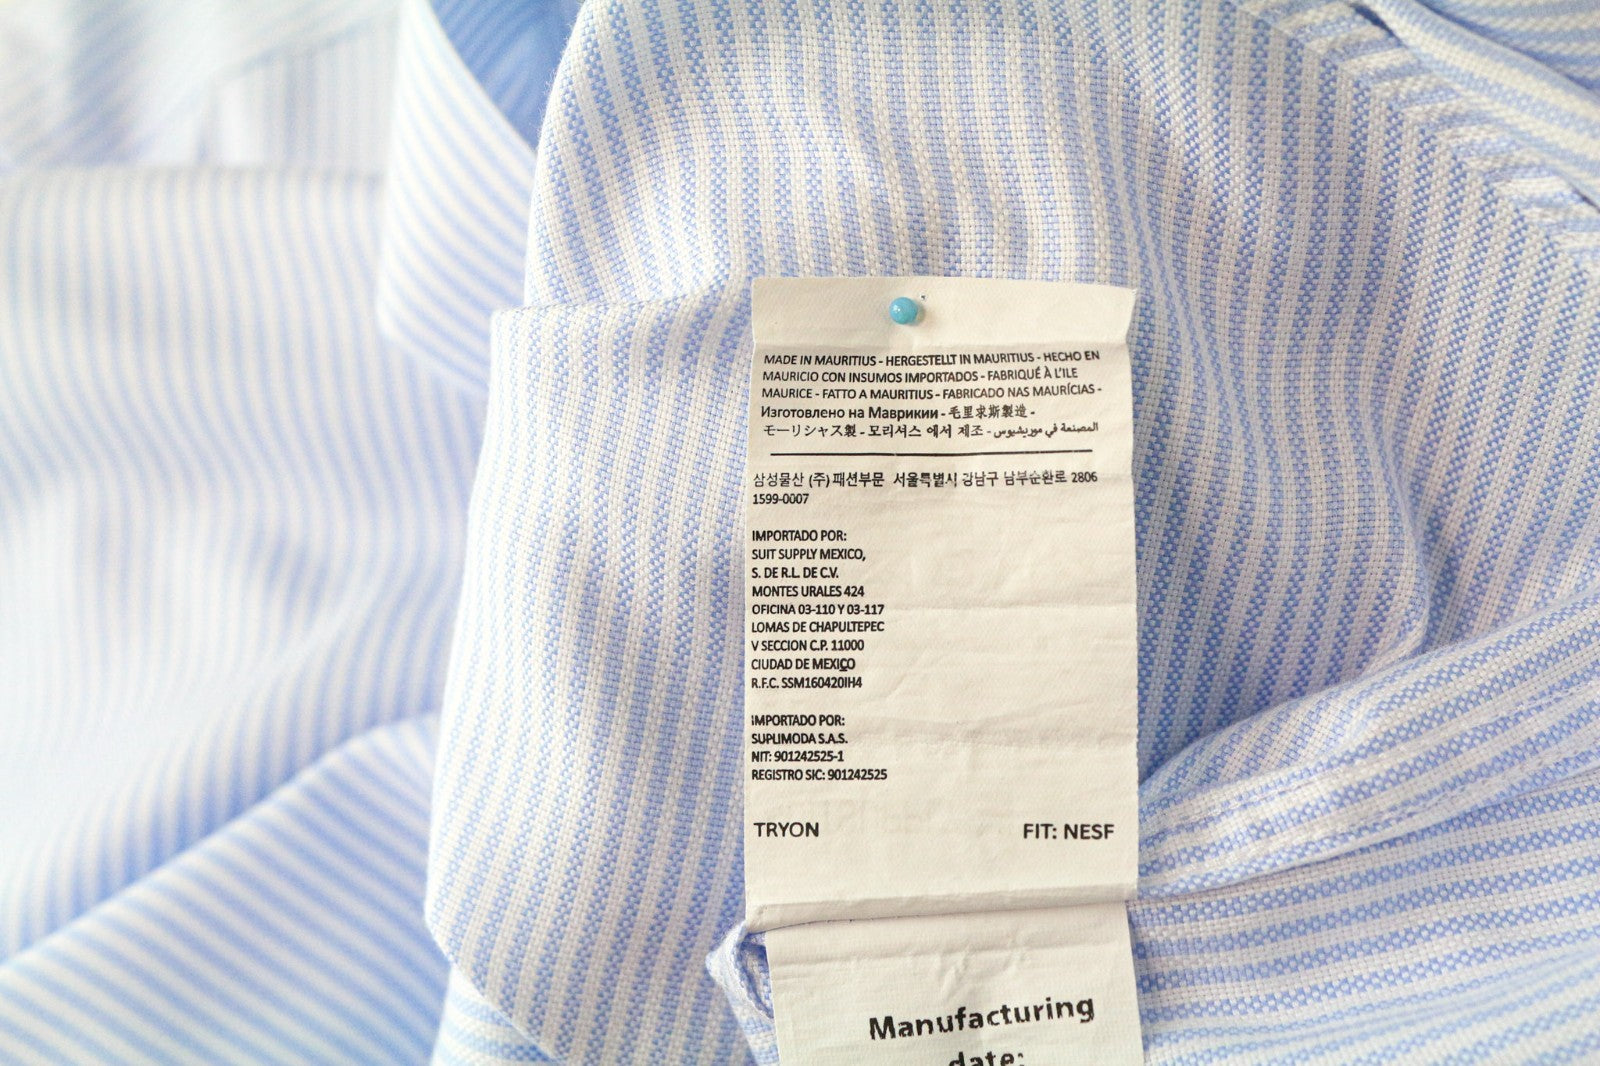 MADE IN MAURITIUS - HERGESTELLT IN MAURITIUS - HECHO EN
MAURICIO CON INSUMOS IMPORTADOS - FABRIQUÉ À L'ILE
MAURICE - FATTO A MAURITIUS - FABRICADO NAS MAURÍCIAS -
Изготовлено на Маврикии - 毛里求斯製造 -
モーリシャス製 - 모리셔스 에서 제조 - المصنعة في موريشيوس
삼성물산 (주) 패션부문 서울특별시 강남구 남부순환로 2806
1599-0007
IMPORTADO POR:
SUIT SUPPLY MEXICO,
S. DE R.L. DE C.V.
MONTES URALES 424
OFICINA 03-110 Y 03-117
LOMAS DE CHAPULTEPEC
V SECCION C.P. 11000
CIUDAD DE MEXICO
R.F.C. SSM160420IH4
IMPORTADO POR:
SUPLIMODA S.A.S.
NIT: 901242525-1
REGISTRO SIC: 901242525
TRYON FIT: NESF
Manufacturing
date: